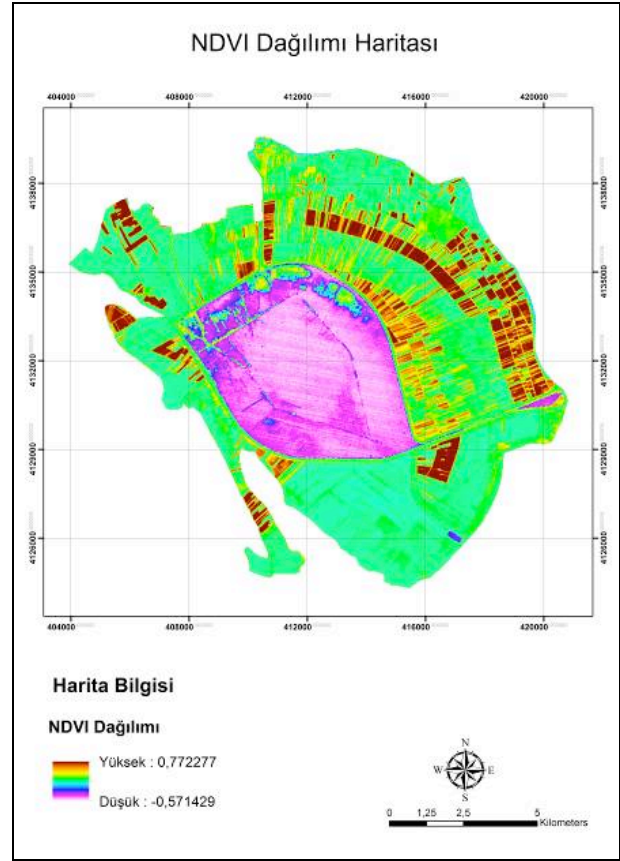 NDVI Dağılımı Haritası
404000 408000 412000 416000 420000
4138000 4138000
4135000 4135000
4132000 4132000
4129000 4129000
4126000 4126000
404000 408000 412000 416000 420000
Harita Bilgisi
NDVI Dağılımı
Yüksek : 0,772277
Düşük : -0,571429
N
W E
S
0 1,25 2,5 5
Kilometers